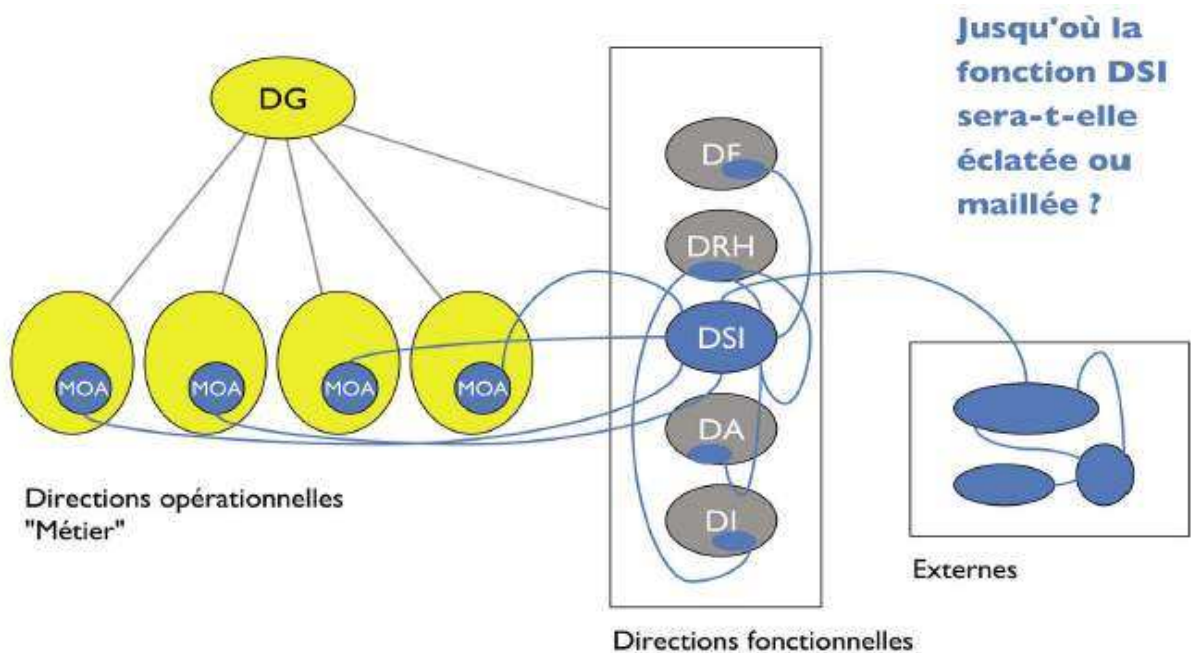 Jusqu'où la
fonction DSI
sera-t-elle
éclatée ou
maillée ?
DG
DF
DRH
DSI
DA
DI
MOA MOA MOA MOA
Directions opérationnelles
"Métier"
Externes
Directions fonctionnelles